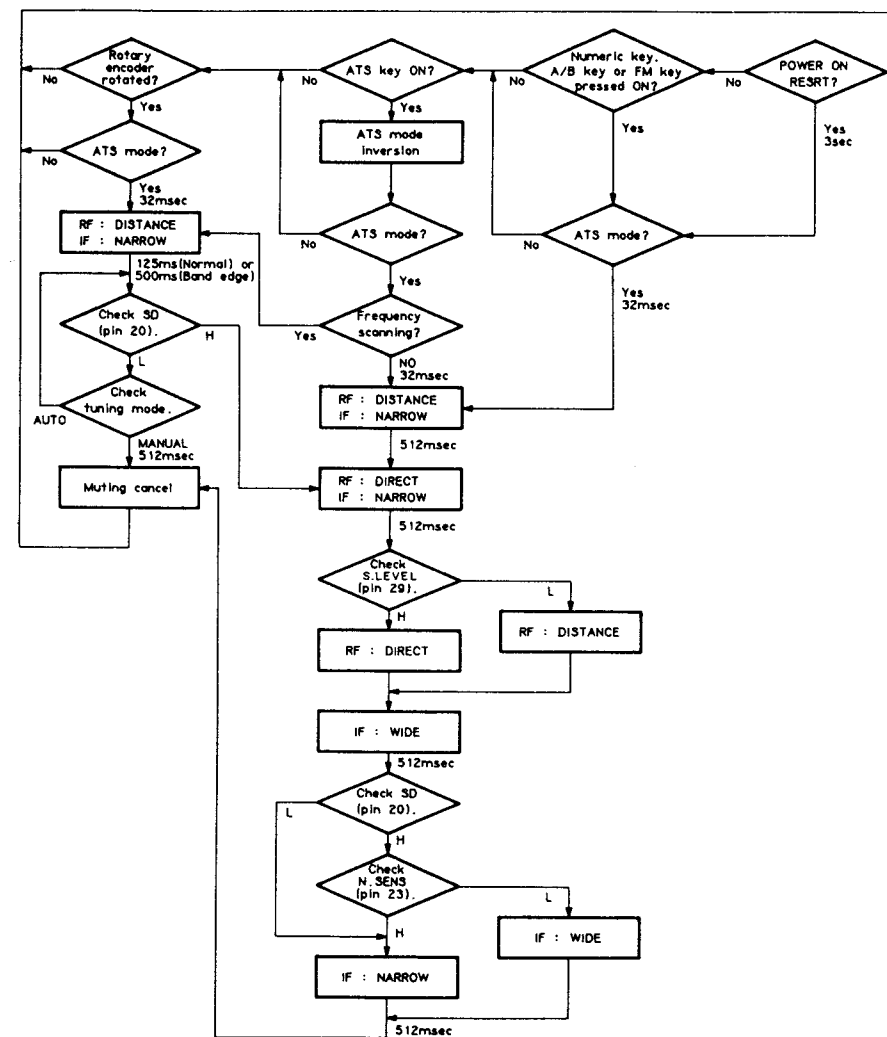 Rotary
encoder
rotated?
No
Yes
ATS key ON?
No
Yes
Numeric key.
A/B key or FM key
pressed ON?
No
Yes
POWER ON
RESRT?
No
Yes
3sec
ATS mode?
No
Yes
32msec
ATS mode
inversion
ATS mode?
No
Yes
ATS mode?
No
Yes
32msec
RF : DISTANCE
IF : NARROW
125ms(Normal) or
500ms(Band edge)
Check SD
(pin 20).
H
L
Frequency
scanning?
Yes
NO
32msec
Check
tuning mode.
AUTO
MANUAL
512msec
RF : DISTANCE
IF : NARROW
512msec
Muting cancel
RF : DIRECT
IF : NARROW
512msec
Check
S.LEVEL
(pin 29).
L
H
RF : DISTANCE
RF : DIRECT
IF : WIDE
512msec
Check SD
(pin 20).
L
H
Check
N.SENS
(pin 23).
L
H
IF : WIDE
IF : NARROW
512msec